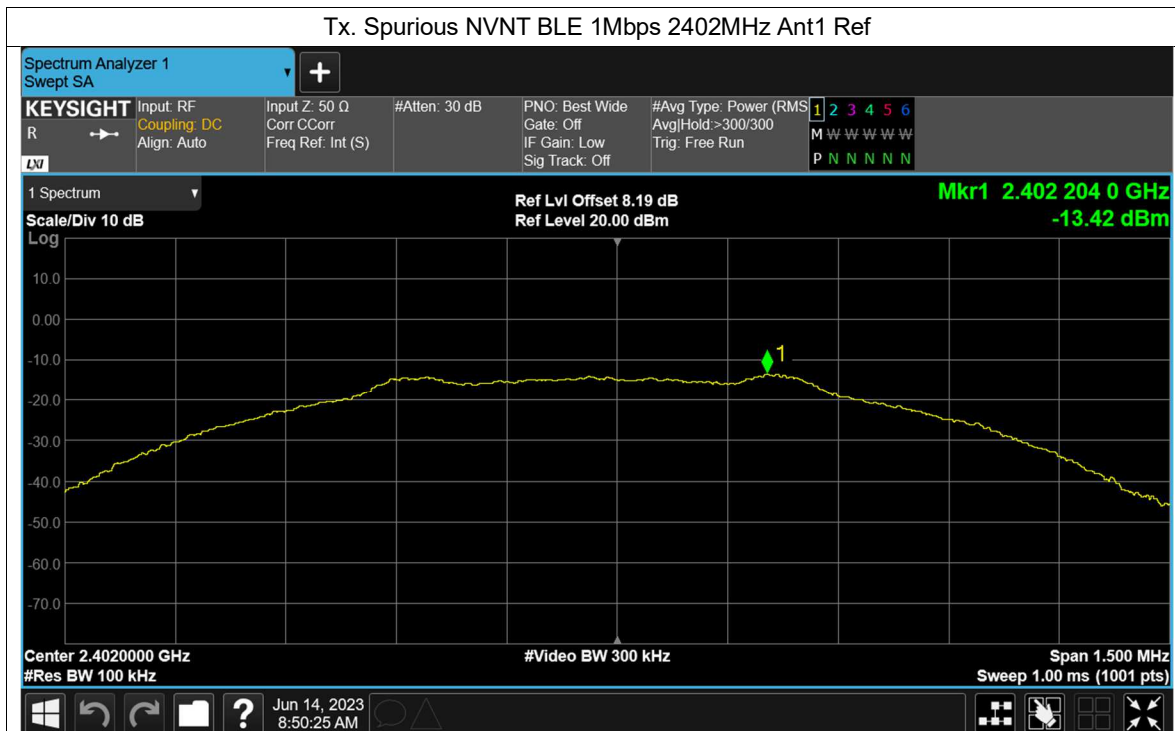 Tx. Spurious NVNT BLE 1Mbps 2402MHz Ant1 Ref
Spectrum Analyzer 1
Swept SA
+
KEYSIGHT
R
LXI
Input: RF
Coupling: DC
Align: Auto
Input Z: 50 Ω
Corr CCorr
Freq Ref: Int (S)
#Atten: 30 dB
PNO: Best Wide
Gate: Off
IF Gain: Low
Sig Track: Off
#Avg Type: Power (RMS
Avg|Hold:>300/300
Trig: Free Run
1 2 3 4 5 6
M W W W W W
P N N N N N
1 Spectrum
Scale/Div 10 dB
Log
Ref Lvl Offset 8.19 dB
Ref Level 20.00 dBm
Mkr1 2.402 204 0 GHz
-13.42 dBm
10.0
0.00
-10.0
-20.0
-30.0
-40.0
-50.0
-60.0
-70.0
1
Center 2.4020000 GHz
#Res BW 100 kHz
#Video BW 300 kHz
Span 1.500 MHz
Sweep 1.00 ms (1001 pts)
?
Jun 14, 2023
8:50:25 AM